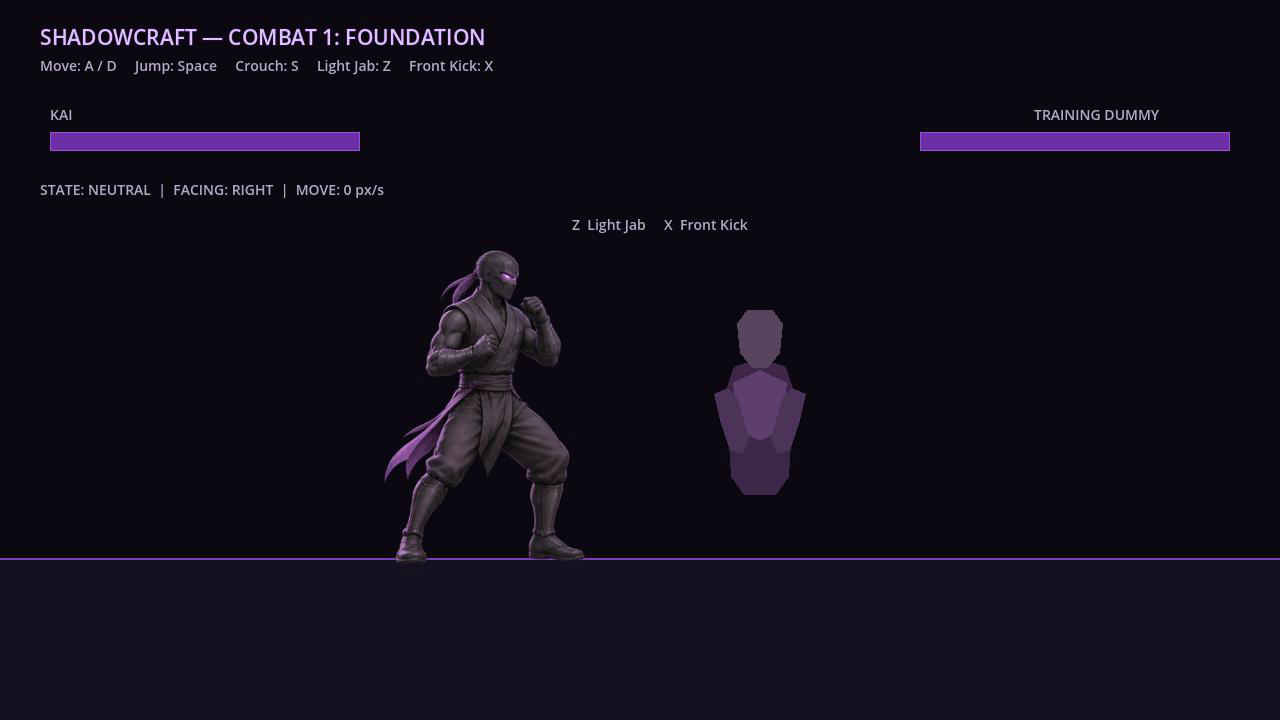 SHADOWCRAFT — COMBAT 1: FOUNDATION
Move: A / D     Jump: Space     Crouch: S     Light Jab: Z     Front Kick: X
KAI
TRAINING DUMMY
STATE: NEUTRAL  |  FACING: RIGHT  |  MOVE: 0 px/s
Z  Light Jab     X  Front Kick